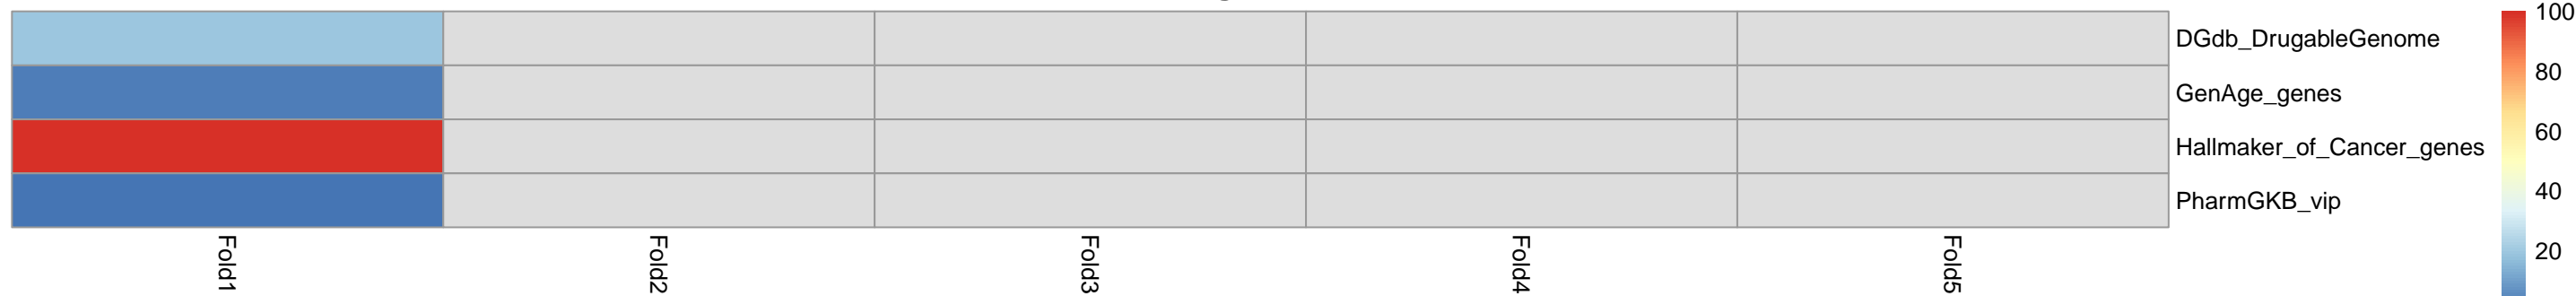 DGdb_DrugableGenome
GenAge_genes
Hallmaker_of_Cancer_genes
PharmGKB_vip
Fold1
Fold2
Fold3
Fold4
Fold5
100
80
60
40
20